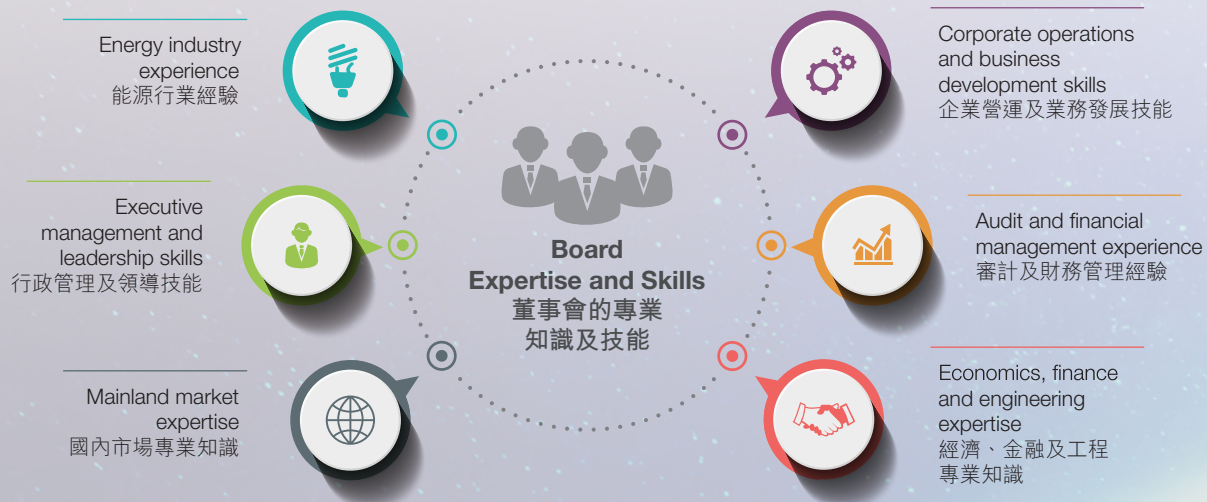 Energy industry
experience
能源行業經驗
Executive
management and
leadership skills
行政管理及領導技能
Mainland market
expertise
國內市場專業知識
Board
Expertise and Skills
董事會的專業
知識及技能
Corporate operations
and business
development skills
企業營運及業務發展技能
Audit and financial
management experience
審計及財務管理經驗
Economics, finance
and engineering
expertise
經濟、金融及工程
專業知識